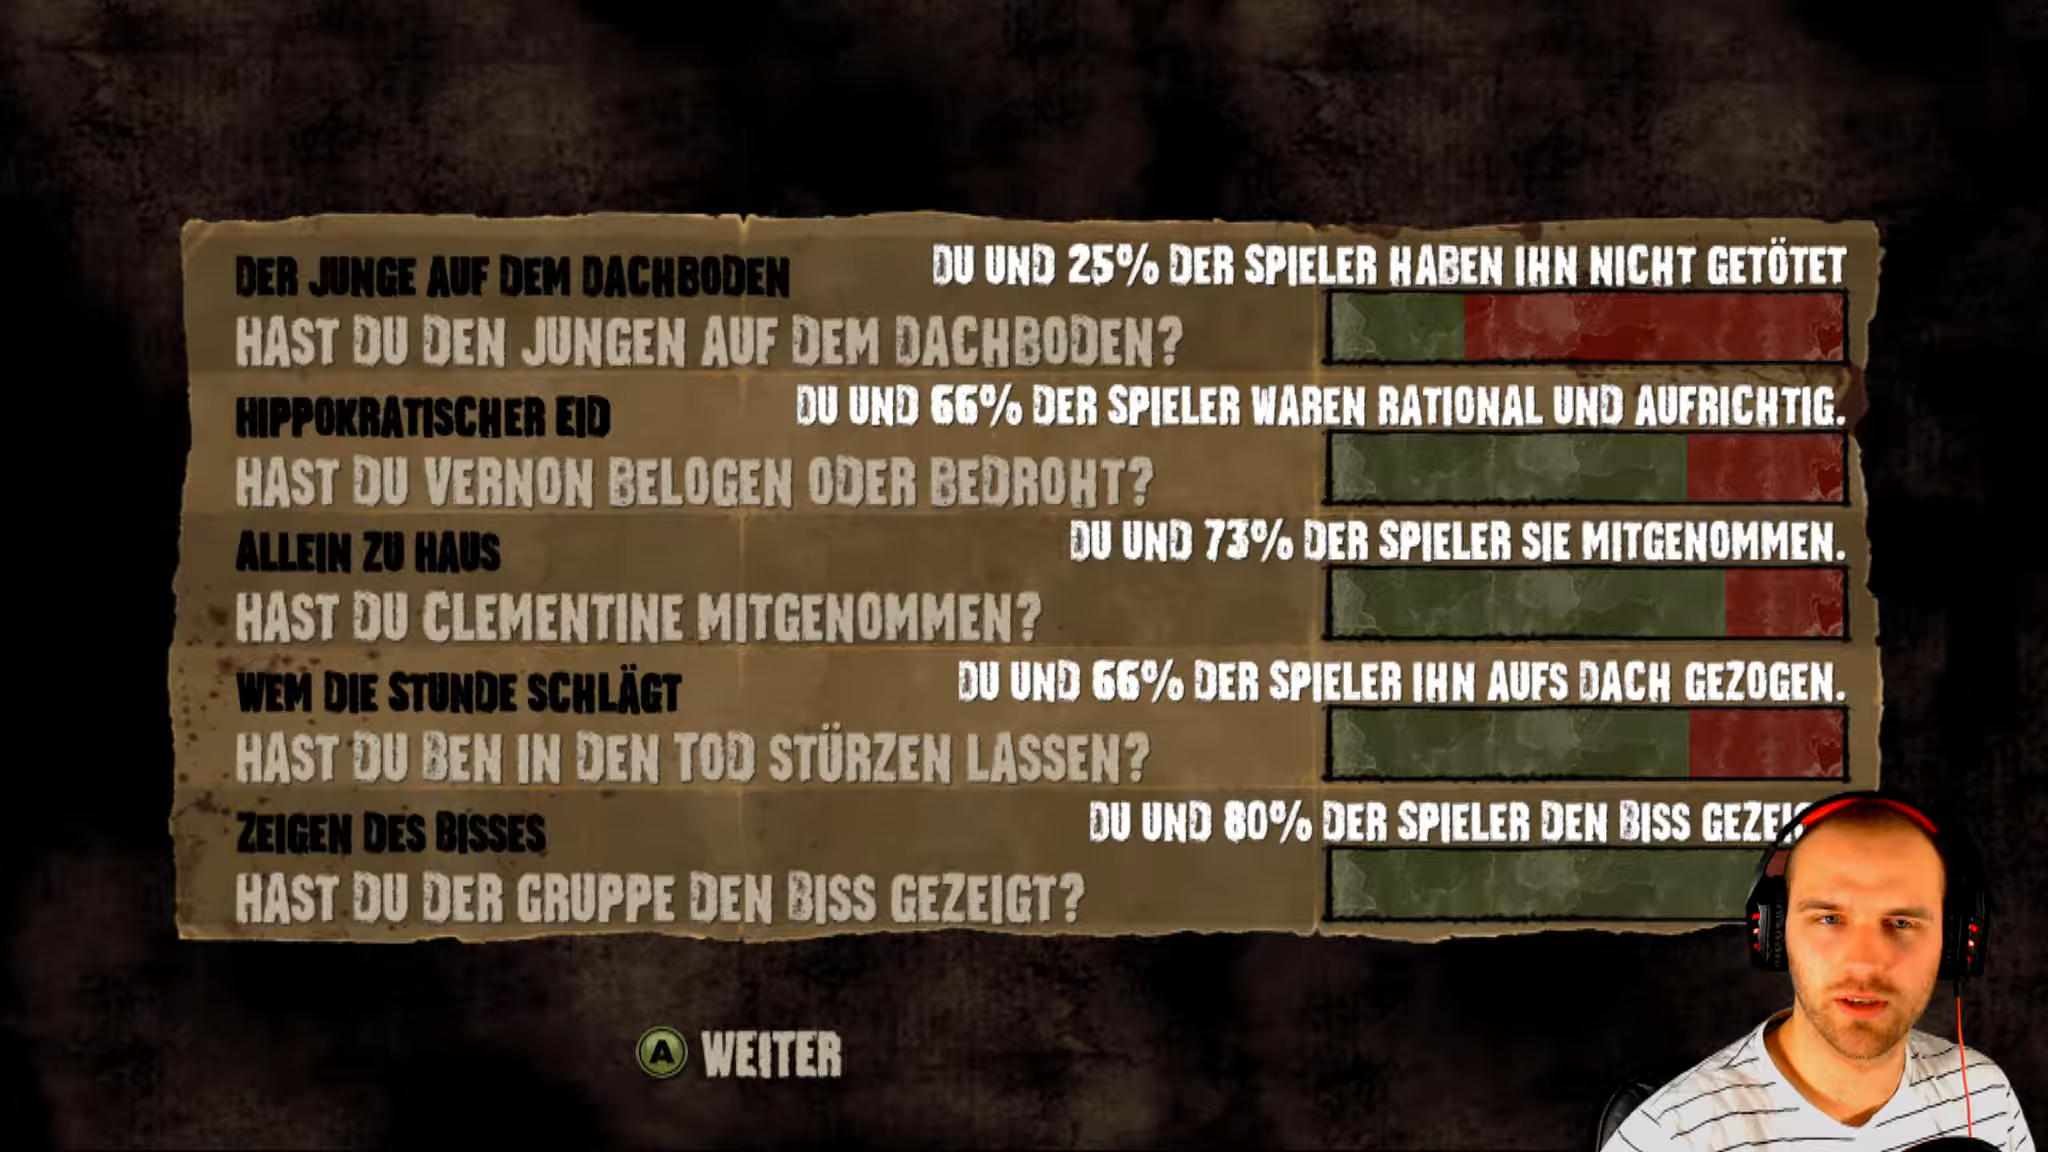 DER JUNGE AUF DEM DACHBODEN
DU UND 25% DER SPIELER HABEN IHN NICHT GETÖTET
HAST DU DEN JUNGEN AUF DEM DACHBODEN?
HIPPOKRATISCHER EID
DU UND 66% DER SPIELER WAREN RATIONAL UND AUFRICHTIG.
HAST DU VERNON BELOGEN ODER BEDROHT?
ALLEIN ZU HAUS
DU UND 73% DER SPIELER SIE MITGENOMMEN.
HAST DU CLEMENTINE MITGENOMMEN?
WEM DIE STUNDE SCHLÄGT
DU UND 66% DER SPIELER IHN AUFS DACH GEZOGEN.
HAST DU BEN IN DEN TOD STÜRZEN LASSEN?
ZEIGEN DES BISSES
DU UND 80% DER SPIELER DEN BISS
HAST DU DER GRUPPE DEN BISS GEZEIGT?
A WEITER